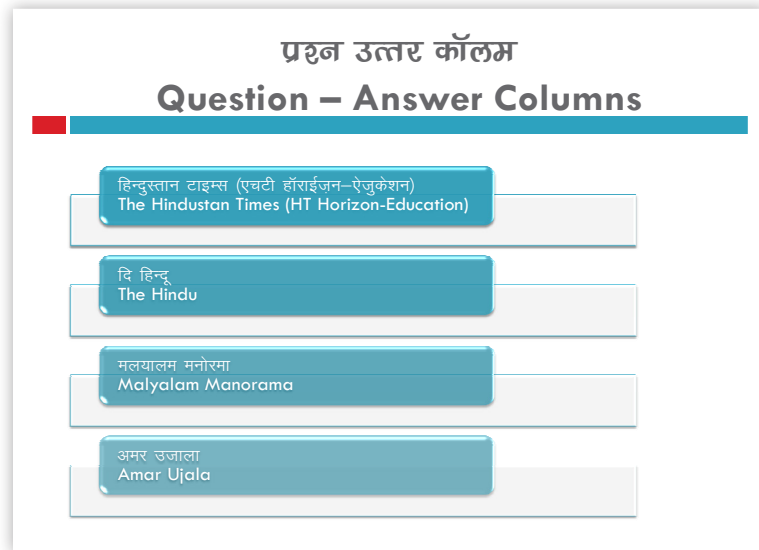 प्रश्न उत्तर कॉलम
Question – Answer Columns
हिन्दुस्तान टाइम्स (एचटी हॉराईज़न–ऐजुकेशन)
The Hindustan Times (HT Horizon-Education)
दि हिन्दू
The Hindu
मलयालम मनोरमा
Malyalam Manorama
अमर उजाला
Amar Ujala